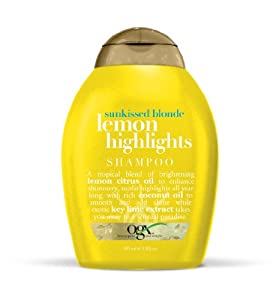 sunkissed blonde
lemon
highlights
SHAMPOO
A tropical blend of brightening
lemon citrus oil to enhance
shimmery, sunlit highlights all year
long with rich coconut oil to
smooth and add shine while
exotic key lime extract takes
you away to a sensual paradise.
ogx